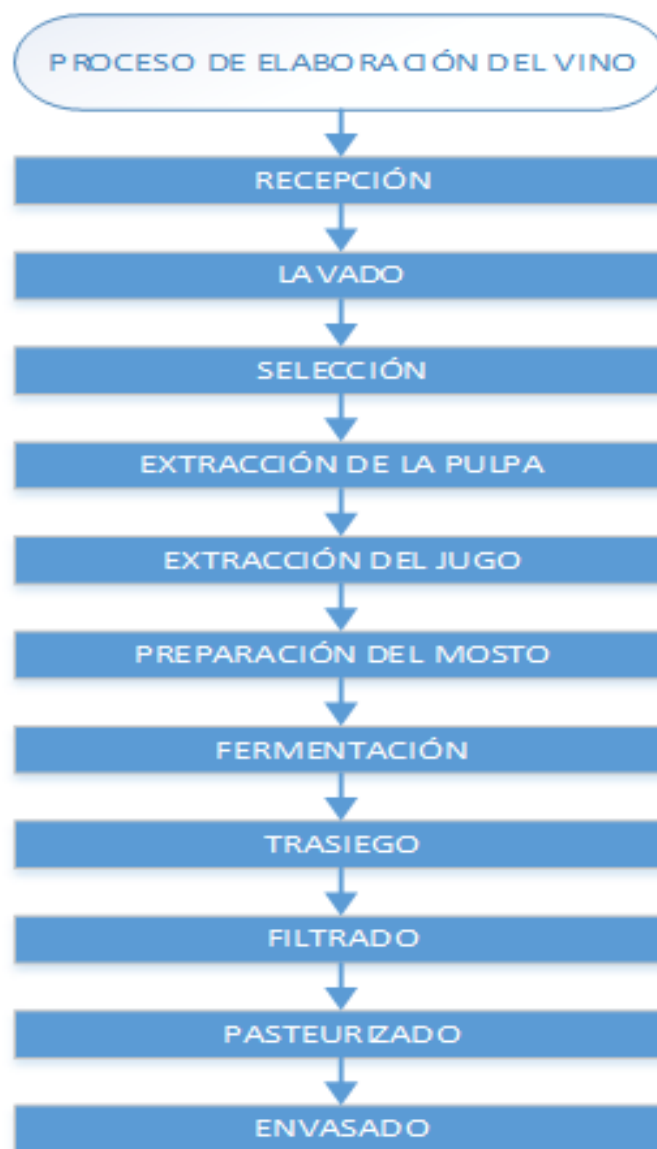 PROCESO DE ELABORACIÓN DEL VINO
RECEPCIÓN
LAVADO
SELECCIÓN
EXTRACCIÓN DE LA PULPA
EXTRACCIÓN DEL JUGO
PREPARACIÓN DEL MOSTO
FERMENTACIÓN
TRASIEGO
FILTRADO
PASTEURIZADO
ENVASADO